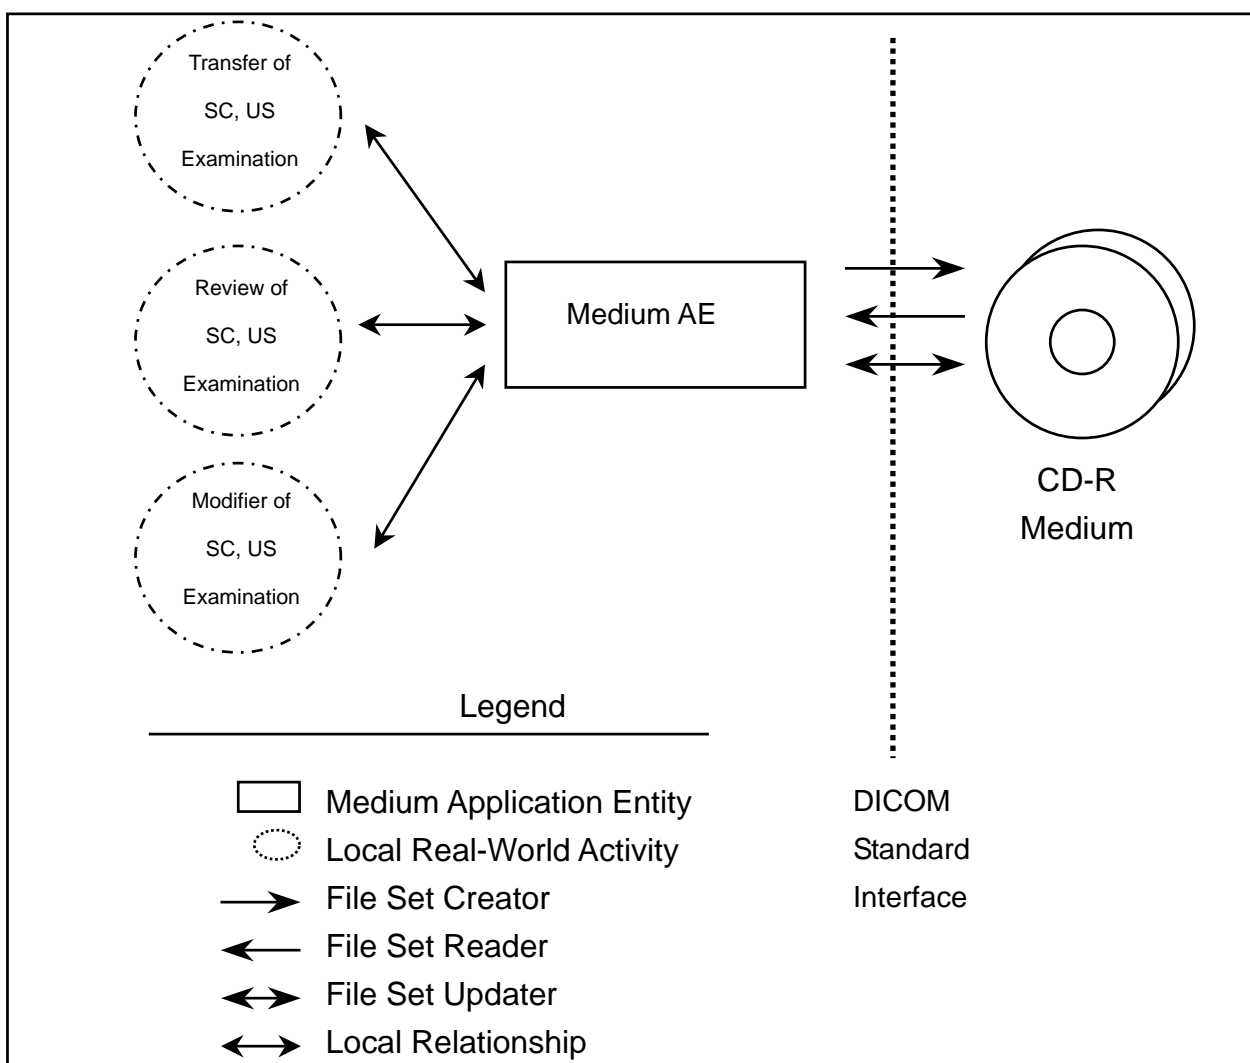 Transfer of
SC, US
Examination
Review of
SC, US
Examination
Modifier of
SC, US
Examination
Medium AE
CD-R
Medium
Legend
Medium Application Entity
Local Real-World Activity
File Set Creator
File Set Reader
File Set Updater
Local Relationship
DICOM
Standard
Interface